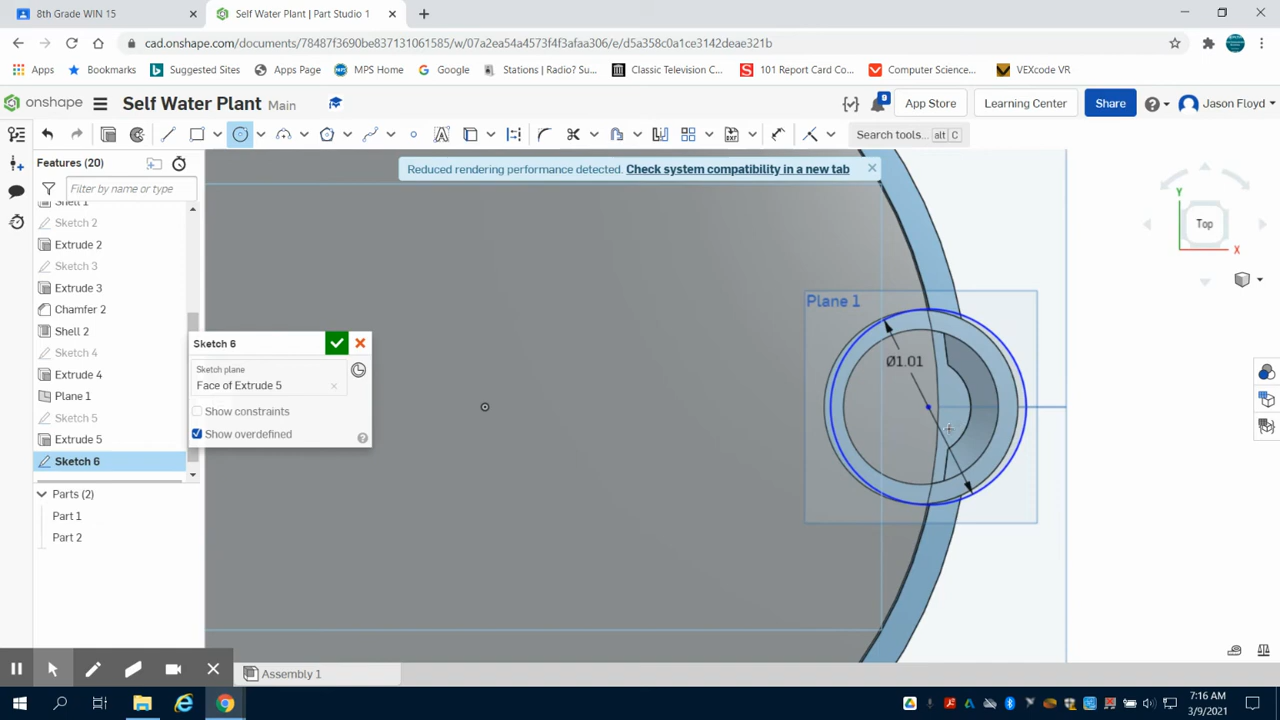 8th Grade WIN 15
Self Water Plant | Part Studio 1
cad.onshape.com/documents/78487f3690be837131061585/w/07a2ea54a4573f4f3afaa306/e/d5a358c0a1ce3142deae321b
Apps Bookmarks Suggested Sites Apps Page MPS Home Google Stations | Radio? Su... Classic Television C... 101 Report Card Co... Computer Science... VEXcode VR
onshape Self Water Plant Main 9 App Store Learning Center Share Jason Floyd
Search tools... alt C
Reduced rendering performance detected. Check system compatibility in a new tab
Features (20)
Filter by name or type
Shell 1
Sketch 2
Extrude 2
Sketch 3
Extrude 3
Chamfer 2
Shell 2
Sketch 4
Extrude 4
Plane 1
Sketch 5
Extrude 5
Sketch 6
Parts (2)
Part 1
Part 2
Sketch 6
Sketch plane
Face of Extrude 5
Show constraints
Show overdefined
Plane 1
Ø1.01
Y
Top
X
Assembly 1
7:16 AM
3/9/2021